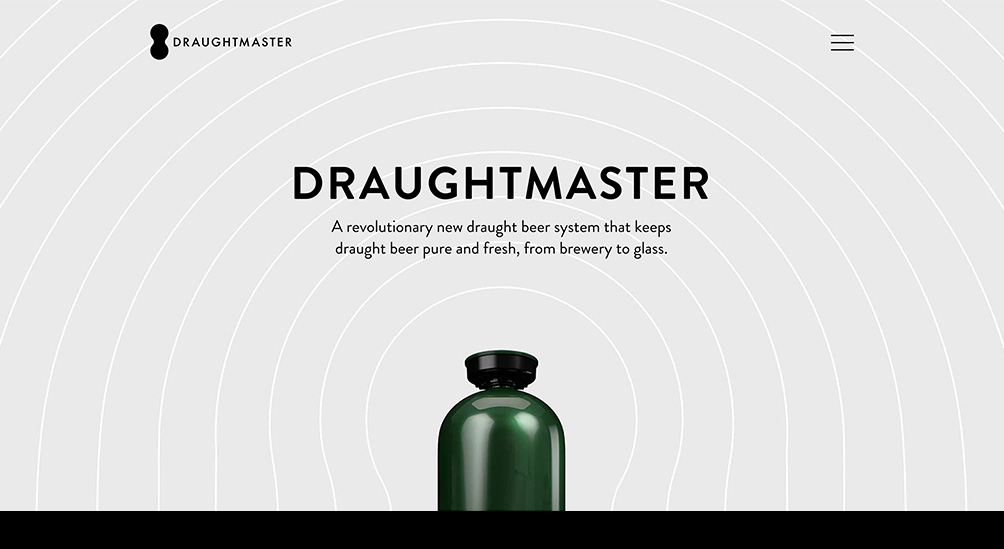 DRAUGHTMASTER
DRAUGHTMASTER
A revolutionary new draught beer system that keeps
draught beer pure and fresh, from brewery to glass.